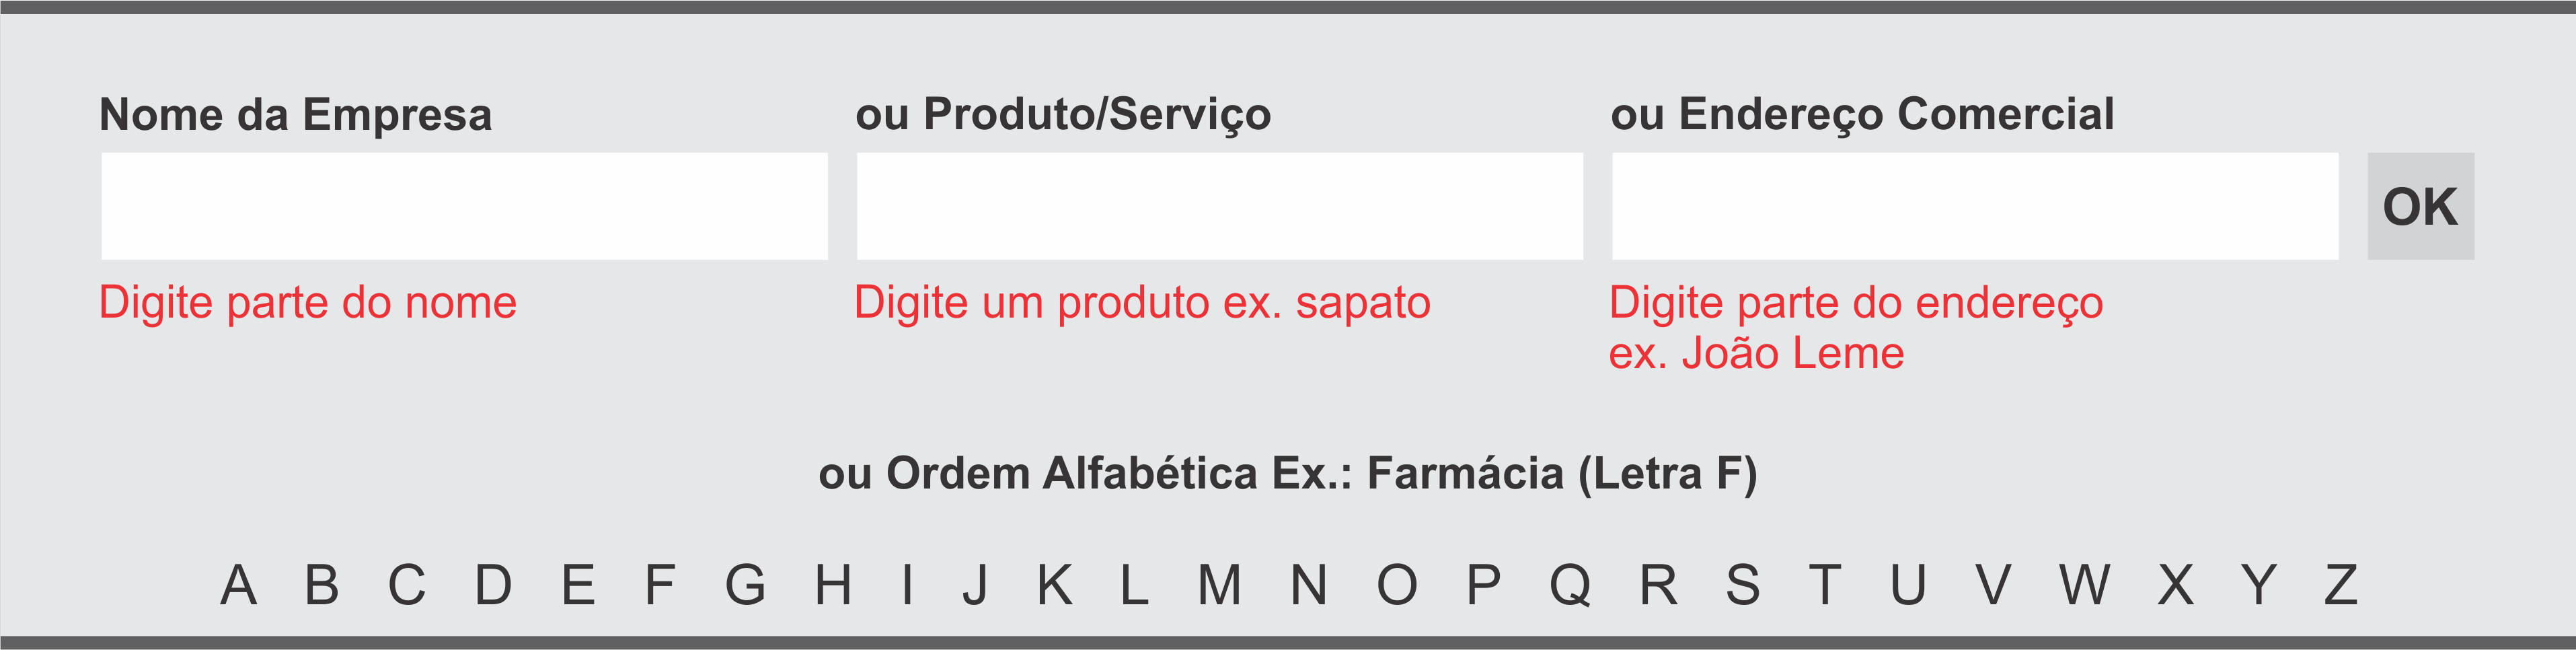 Nome da Empresa
ou Produto/Serviço
ou Endereço Comercial
OK
Digite parte do nome
Digite um produto ex. sapato
Digite parte do endereço
ex. João Leme
ou Ordem Alfabética Ex.: Farmácia (Letra F)
A B C D E F G H I J K L M N O P Q R S T U V W X Y Z